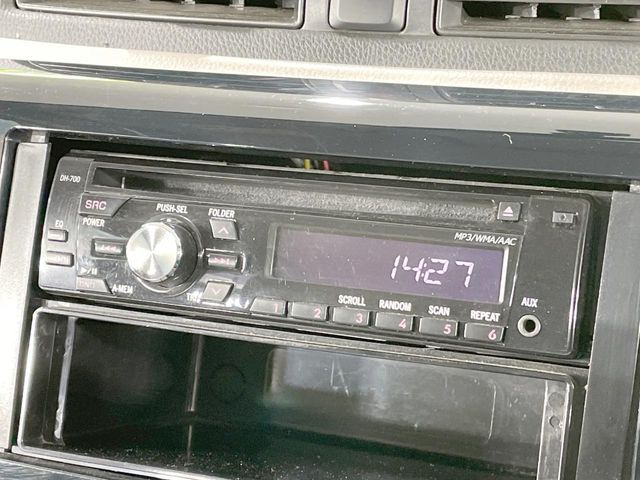 DH-700
SRC
POWER
PUSH-SEL
FOLDER
EQ
MP3/WMA/AAC
14:27
A-MEM
SCROLL
RANDOM
SCAN
REPEAT
AUX
1
2
3
4
5
6